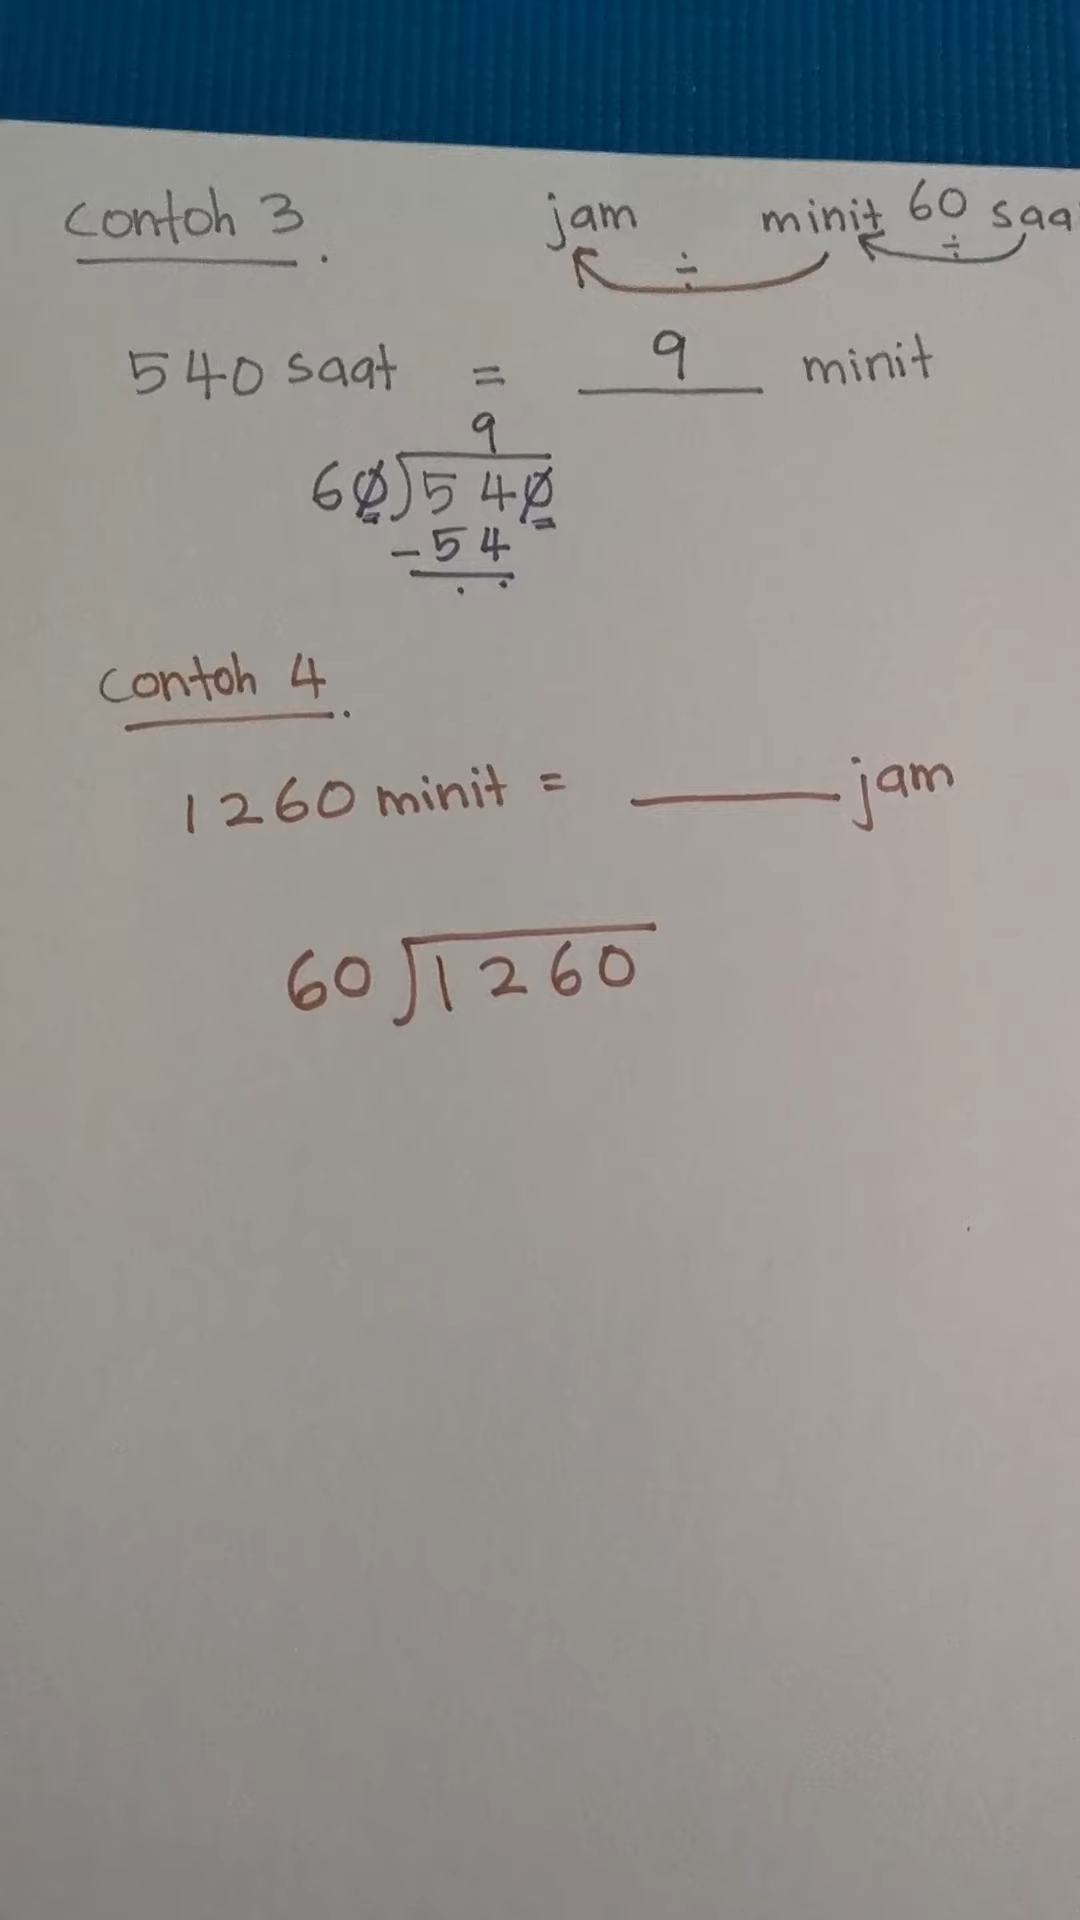 Contoh 3.
jam minit 60 saa
÷ ÷
540 saat = 9 minit
9
60)540
-54
Contoh 4.
1260 minit = ____ jam
60)1260